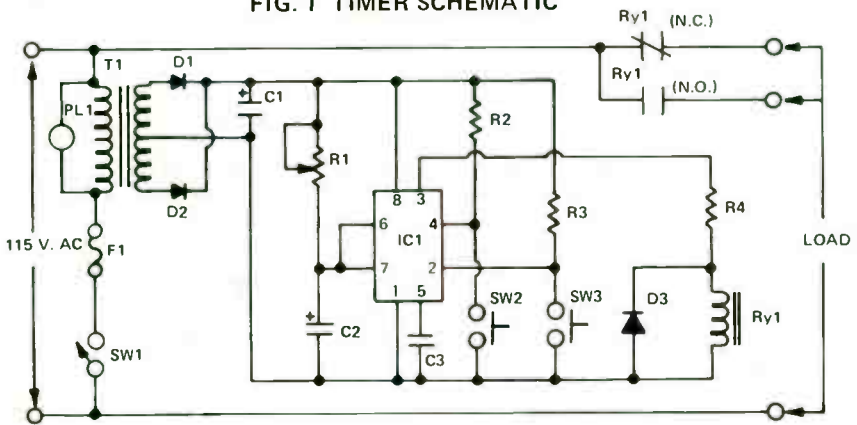 FIG. 1 TIMER SCHEMATIC
Ry1 (N.C.)
Ry1
(N.O.)
T1
D1
C1
PL1
R2
R1
8 3
R3
R4
D2
6
4
IC1
115 V. AC
F1
LOAD
7
2
1 5
SW2
SW3
D3
Ry1
C2
C3
SW1